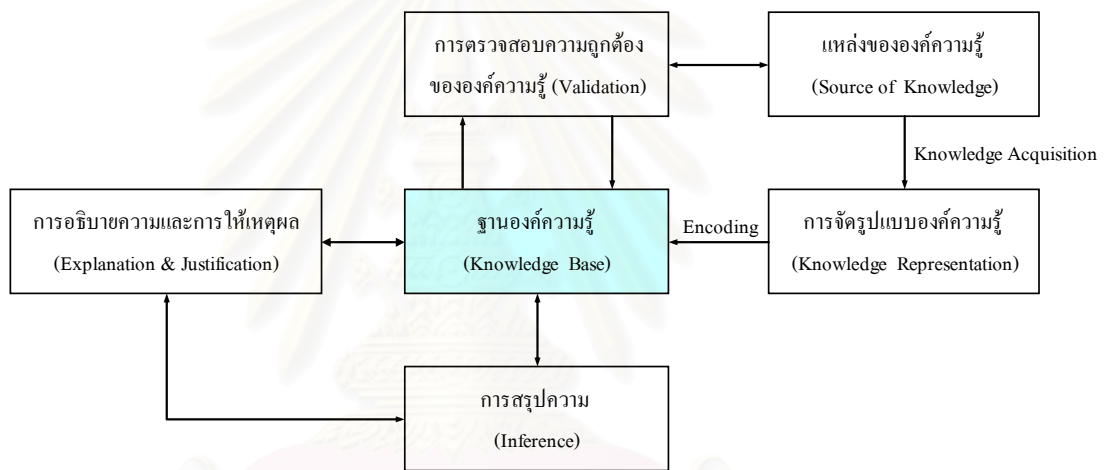 การตรวจสอบความถูกต้อง
ขององค์ความรู้ (Validation)
แหล่งขององค์ความรู้
(Source of Knowledge)
Knowledge Acquisition
การอธิบายความและการให้เหตุผล
(Explanation & Justification)
ฐานองค์ความรู้
(Knowledge Base)
Encoding
การจัดรูปแบบองค์ความรู้
(Knowledge Representation)
การสรุปความ
(Inference)